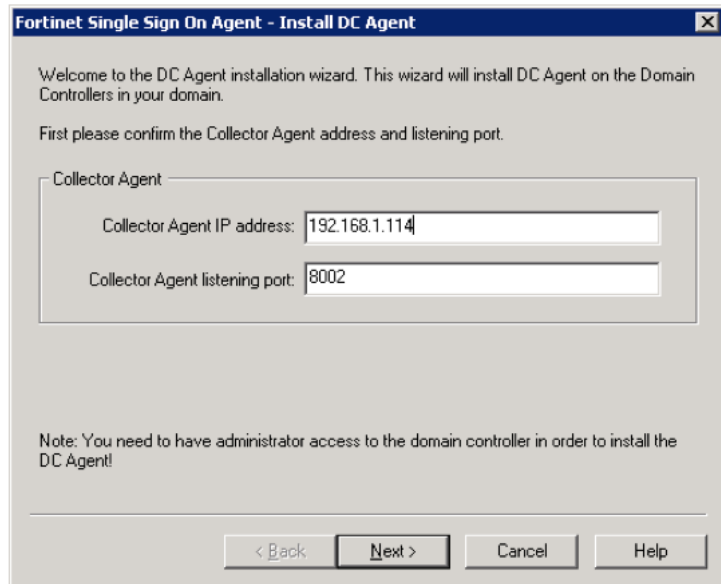 Fortinet Single Sign On Agent - Install DC Agent
Welcome to the DC Agent installation wizard. This wizard will install DC Agent on the Domain
Controllers in your domain.
First please confirm the Collector Agent address and listening port.
Collector Agent
Collector Agent IP address: 192.168.1.114
Collector Agent listening port: 8002
Note: You need to have administrator access to the domain controller in order to install the
DC Agent!
< Back Next > Cancel Help